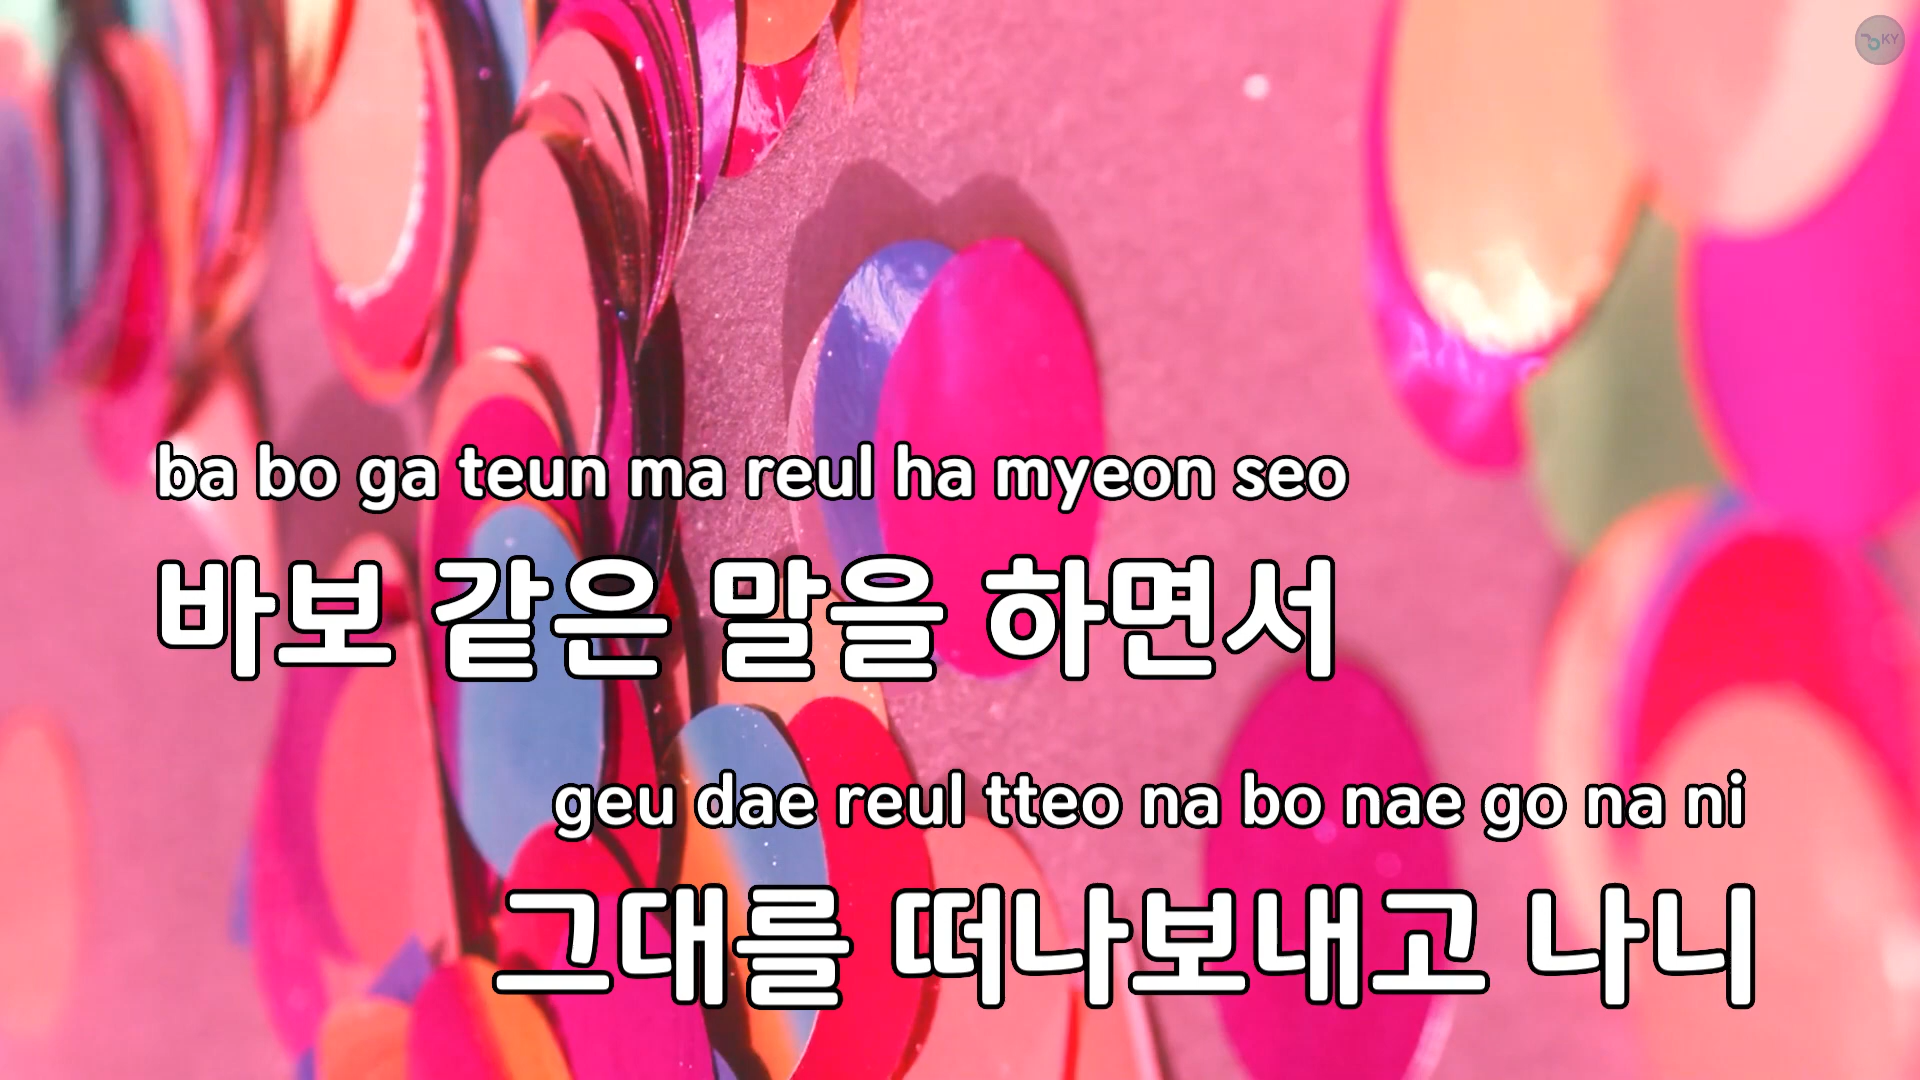 KY
ba bo ga teun ma reul ha myeon seo
바보 같은 말을 하면서
geu dae reul tteo na bo nae go na ni
그대를 떠나보내고 나니